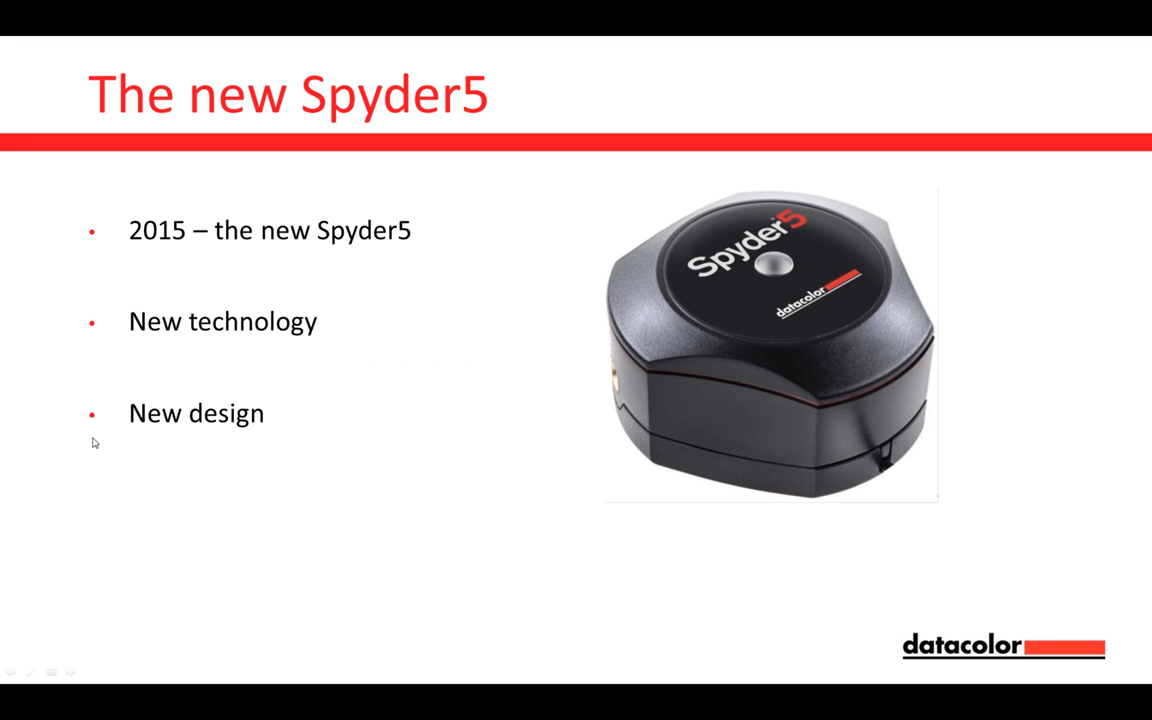 The new Spyder5
2015 – the new Spyder5
New technology
New design
Spyder5
datacolor
datacolor